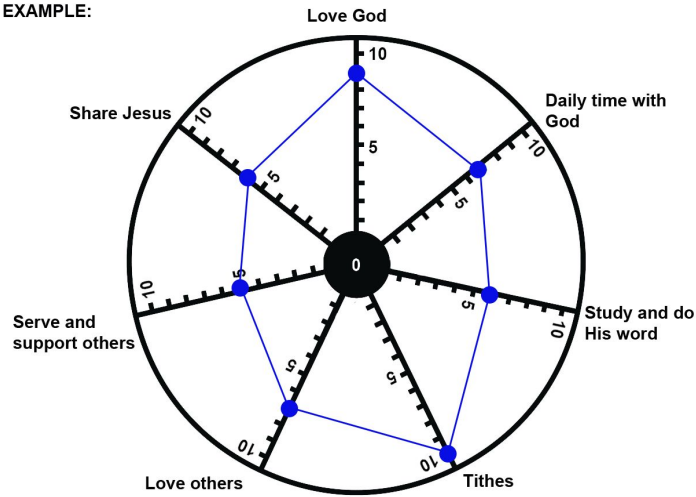 EXAMPLE:
Love God
10
5
Daily time with
God
10
5
Study and do
His word
10
5
Tithes
10
5
Love others
10
5
Serve and
support others
10
5
Share Jesus
10
5
0